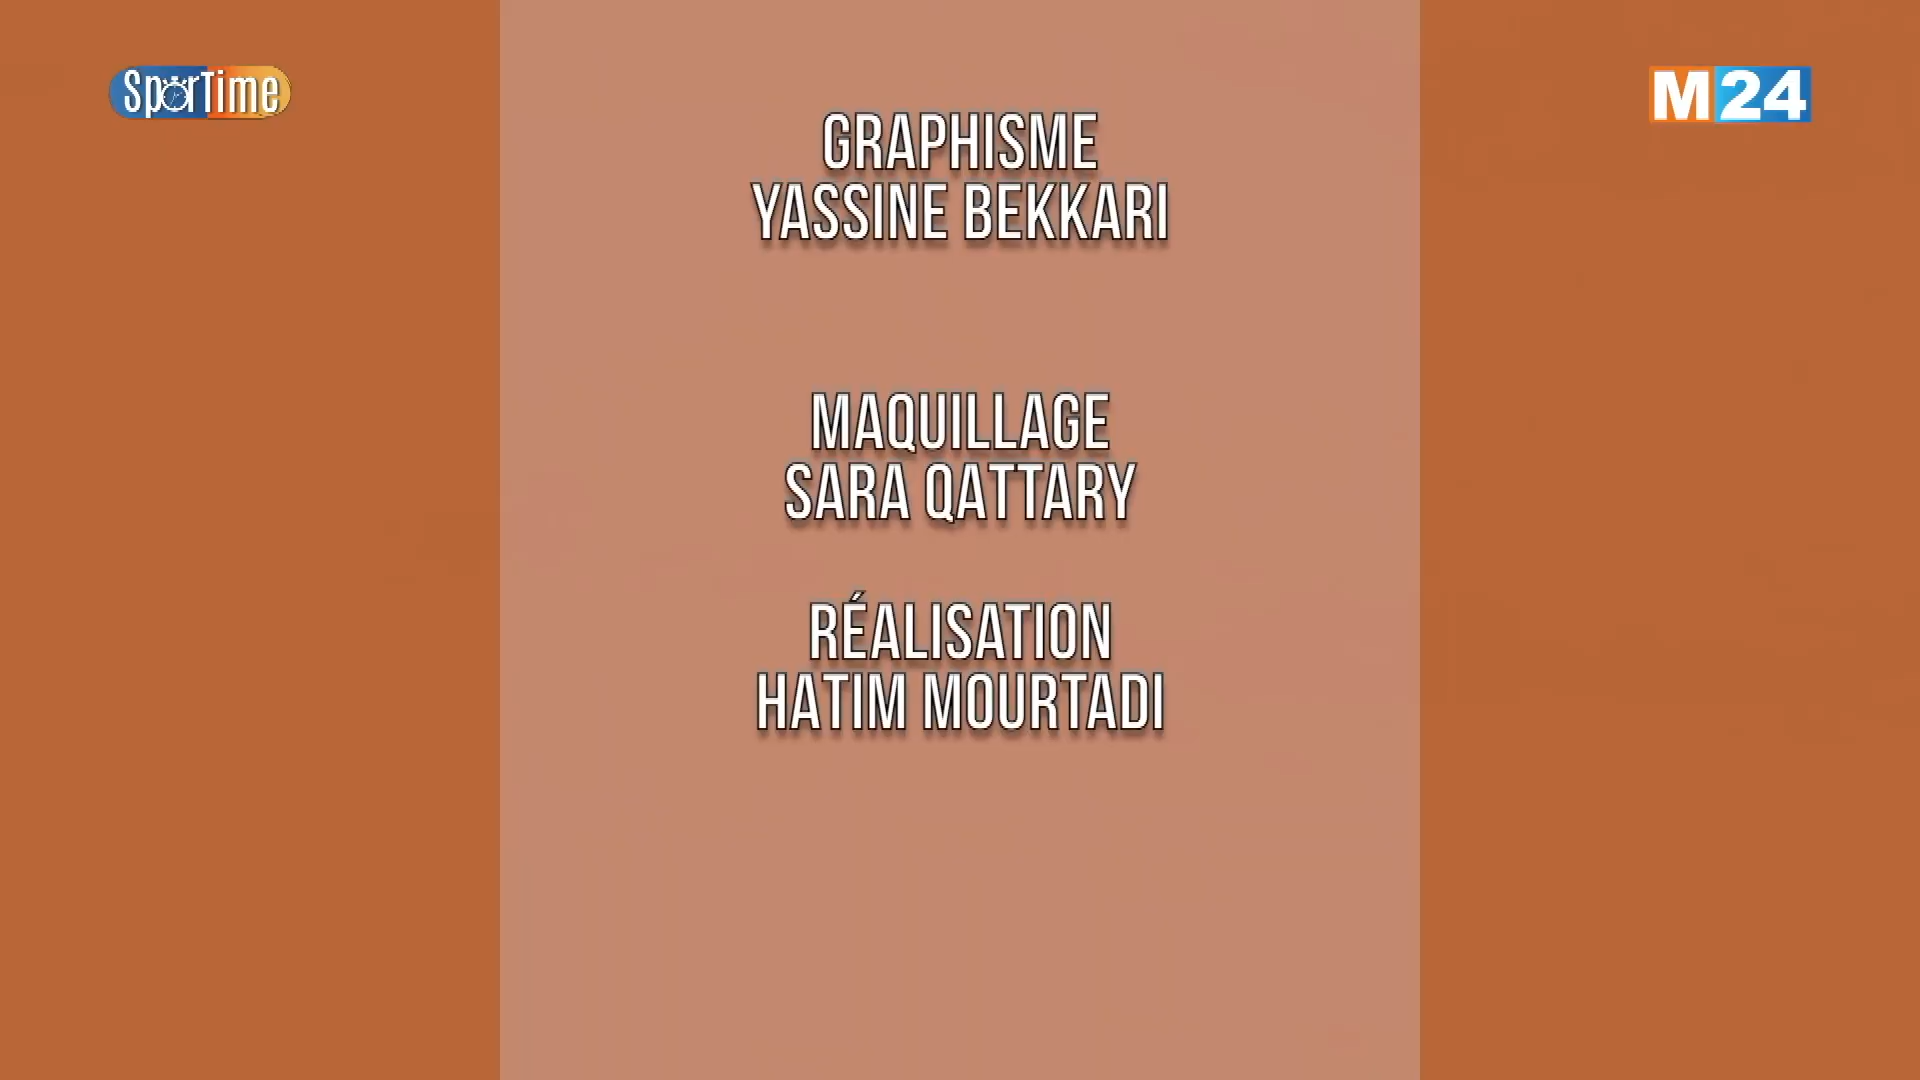 SporTime
M24
GRAPHISME
YASSINE BEKKARI
MAQUILLAGE
SARA QATTARY
RÉALISATION
HATIM MOURTADI